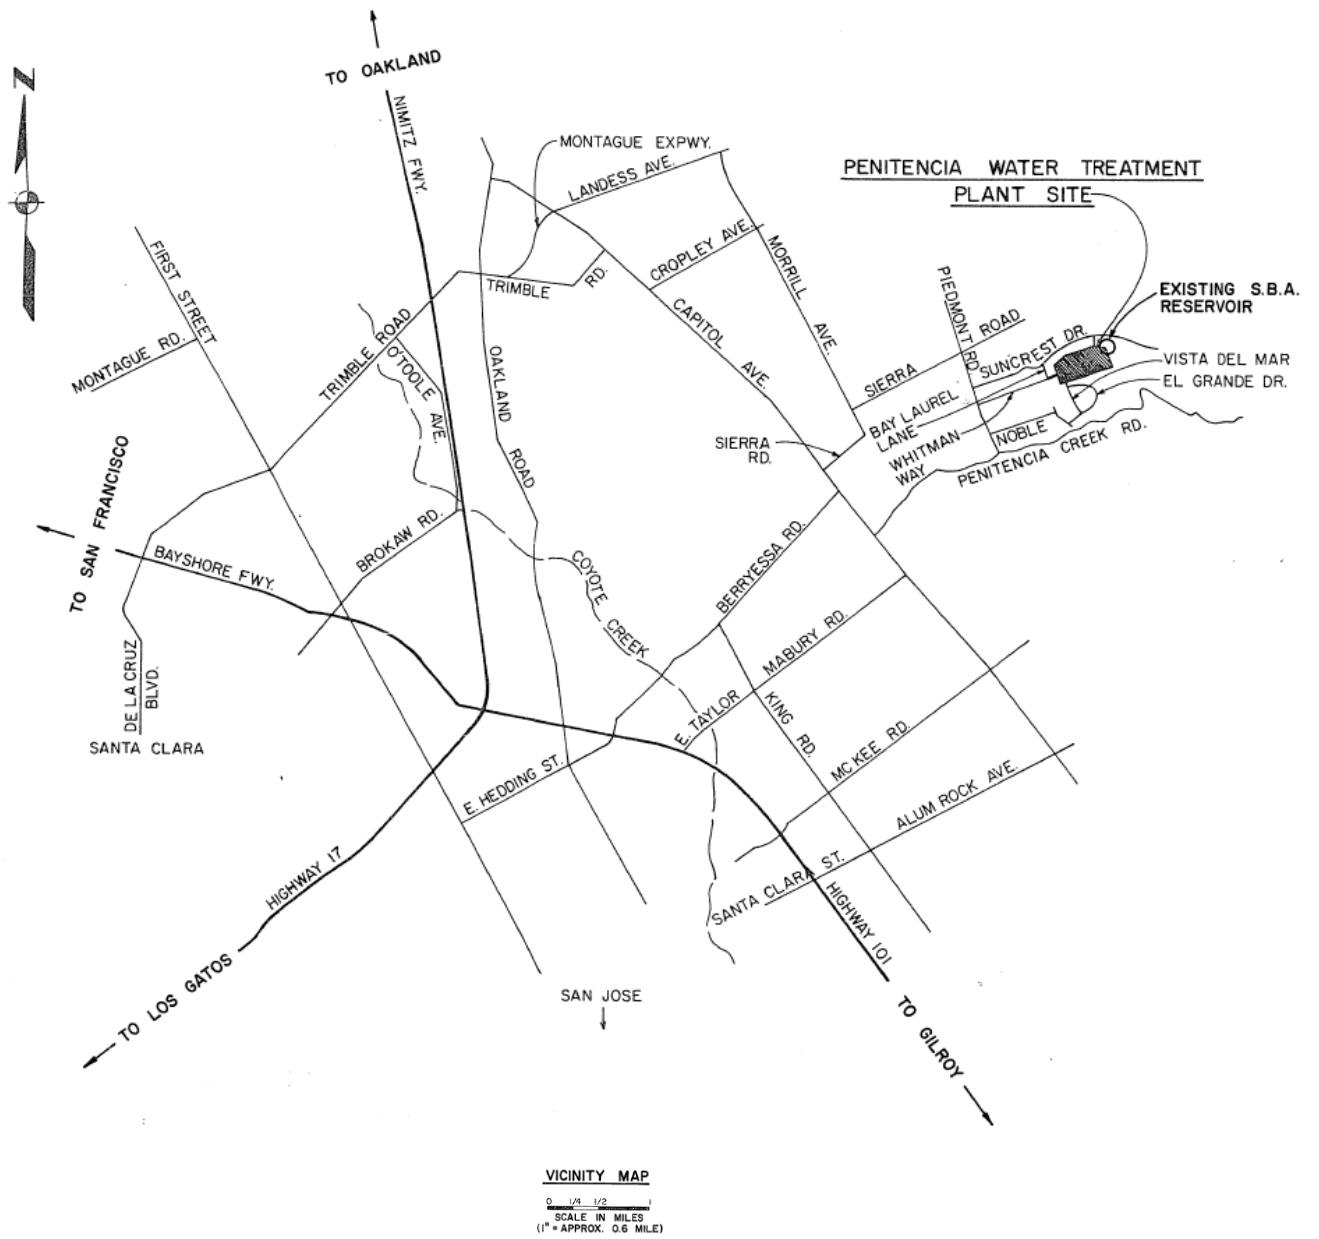 TO OAKLAND
N
NIMITZ FWY.
MONTAGUE EXPWY.
LANDESS AVE.
PENITENCIA WATER TREATMENT
PLANT SITE
FIRST STREET
CROPLEY AVE.
MORRILL AVE.
TRIMBLE RD.
PIEDMONT RD.
EXISTING S.B.A.
RESERVOIR
MONTAGUE RD.
TRIMBLE ROAD
O'TOOLE AVE.
OAKLAND ROAD
CAPITOL AVE.
SIERRA ROAD
SUNCREST DR.
VISTA DEL MAR
EL GRANDE DR.
BAY LAUREL
LANE
WHITMAN
WAY
NOBLE
PENITENCIA CREEK RD.
SIERRA
RD.
TO SAN FRANCISCO
BAYSHORE FWY.
BROKAW RD.
COYOTE CREEK
BERRYESSA RD.
MABURY RD.
DE LA CRUZ
BLVD.
SANTA CLARA
E. TAYLOR
KING RD.
MC KEE RD.
E. HEDDING ST.
ALUM ROCK AVE.
HIGHWAY 17
SANTA CLARA ST.
HIGHWAY 101
TO LOS GATOS
SAN JOSE
TO GILROY
VICINITY MAP
0 1/4 1/2 1
SCALE IN MILES
(1" = APPROX. 0.6 MILE)